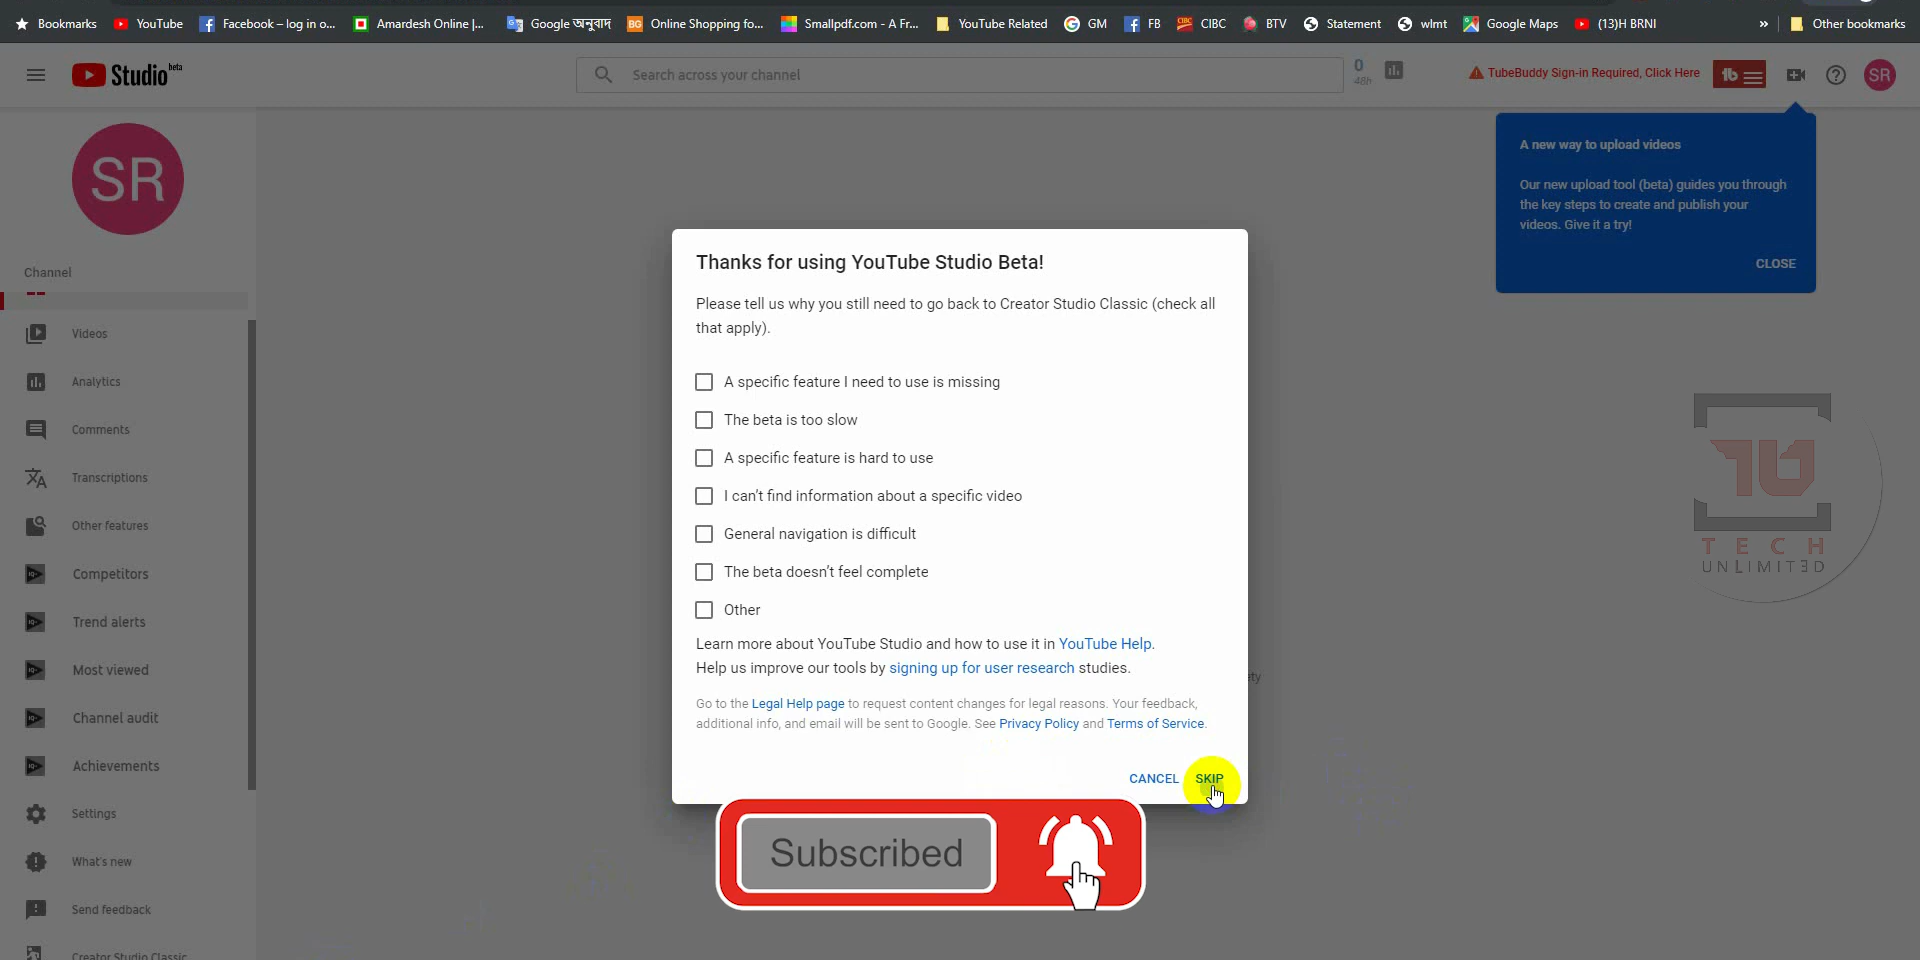 Bookmarks YouTube Facebook – log in o... Amardesh Online |... Google অনুবাদ BG Online Shopping fo... Smallpdf.com - A Fr... YouTube Related GM FB CIBC CIBC BTV Statement wlmt Google Maps (13)H BRNI » Other bookmarks
Studio beta
Search across your channel
0
48h
TubeBuddy Sign-in Required, Click Here
SR
A new way to upload videos
Our new upload tool (beta) guides you through
the key steps to create and publish your
videos. Give it a try!
CLOSE
SR
Channel
Videos
Analytics
Comments
Transcriptions
Other features
Competitors
Trend alerts
Most viewed
Channel audit
Achievements
Settings
What's new
Send feedback
Creator Studio Classic
Thanks for using YouTube Studio Beta!
Please tell us why you still need to go back to Creator Studio Classic (check all
that apply).
A specific feature I need to use is missing
The beta is too slow
A specific feature is hard to use
I can't find information about a specific video
General navigation is difficult
The beta doesn't feel complete
Other
Learn more about YouTube Studio and how to use it in YouTube Help.
Help us improve our tools by signing up for user research studies.
Go to the Legal Help page to request content changes for legal reasons. Your feedback,
additional info, and email will be sent to Google. See Privacy Policy and Terms of Service.
CANCEL SKIP
Subscribed
TECH
UNLIMIT3D